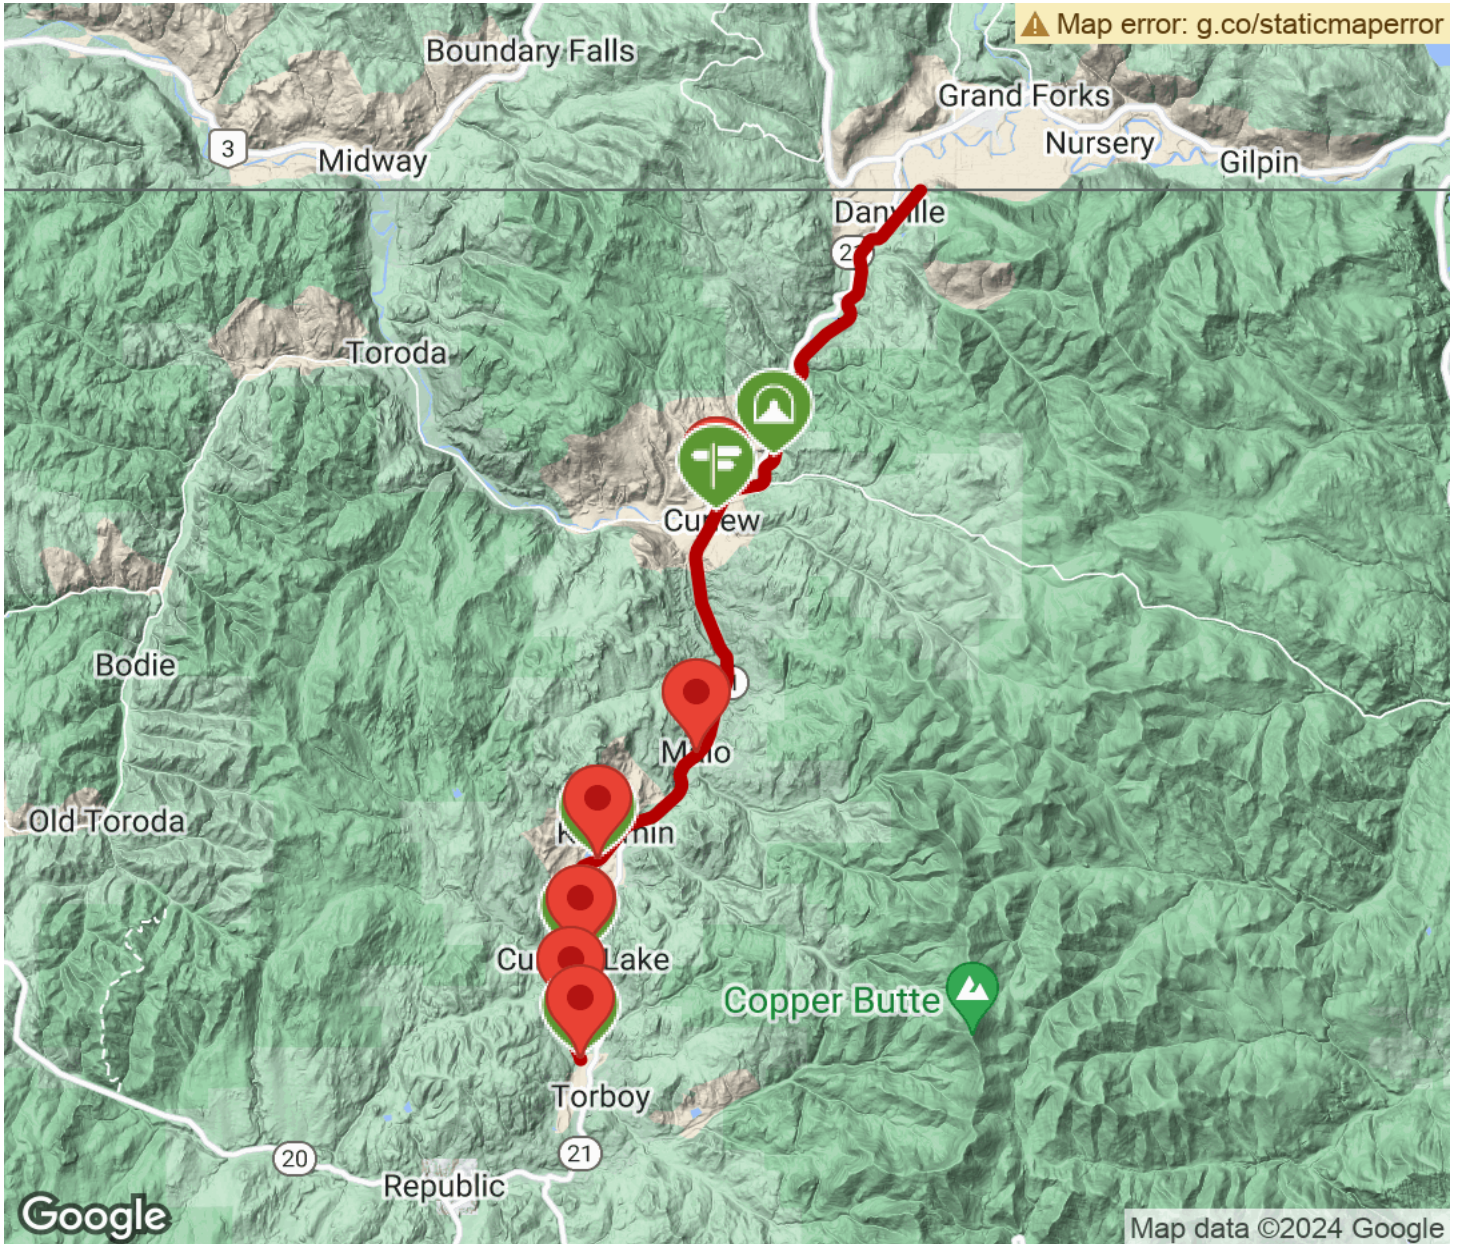 Map error: g.co/staticmaperror
Boundary Falls
Grand Forks
3
Midway
Nursery
Gilpin
Danville
Toroda
Bodie
Old Toroda
Lake
Copper Butte
Torboy
20
21
Republic
Google
Map data ©2024 Google